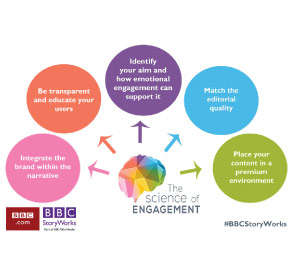 Identify
your aim and
how emotional
engagement can
support it
Be transparent
and educate your
users
Match the
editorial
quality
Integrate the
brand within the
narrative
Place your
content in a
premium
environment
The
science of
ENGAGEMENT
BBC
.com
BBC
StoryWorks
Part of BBC Worldwide
#BBCStoryWorks